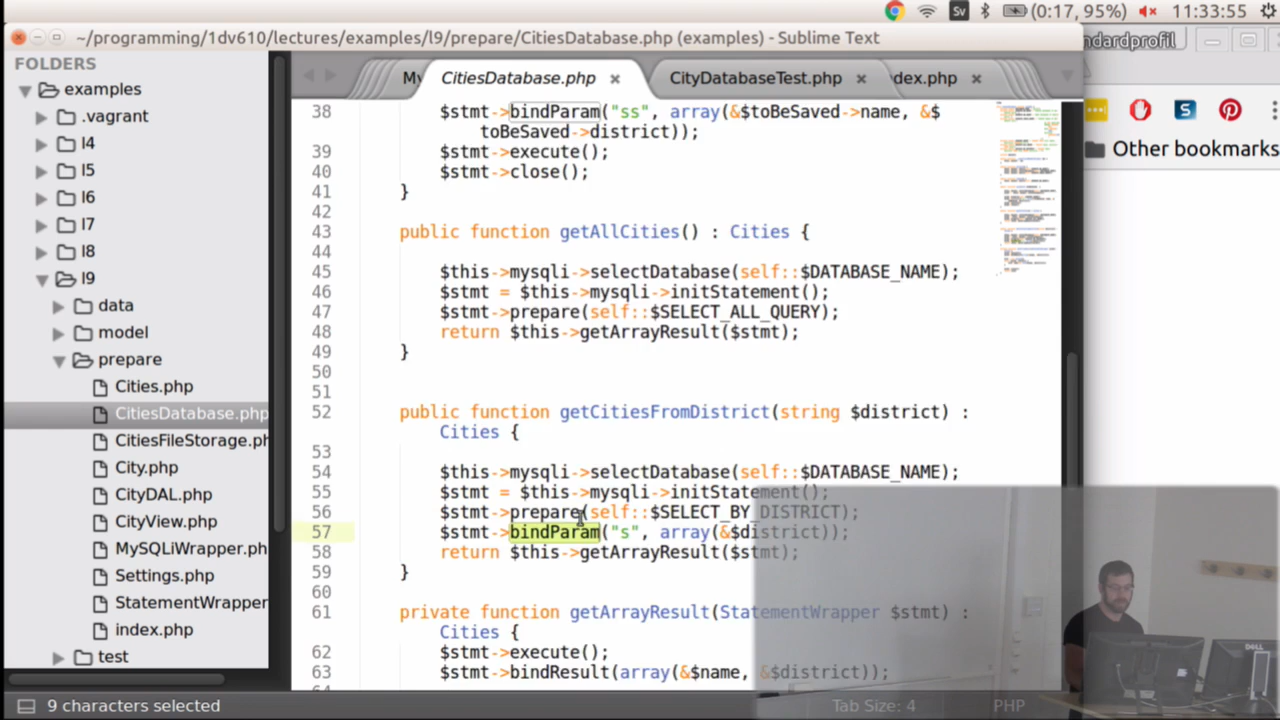 (0:17, 95%) 11:33:55
~/programming/1dv610/lectures/examples/l9/prepare/CitiesDatabase.php (examples) - Sublime Text
ndardprofil
FOLDERS
examples
.vagrant
l4
l5
l6
l7
l8
l9
data
model
prepare
Cities.php
CitiesDatabase.php
CitiesFileStorage.ph
City.php
CityDAL.php
CityView.php
MySQLiWrapper.ph
Settings.php
StatementWrapper
index.php
test
My CitiesDatabase.php CityDatabaseTest.php dex.php
38 $stmt->bindParam("ss", array(&$toBeSaved->name, &$
toBeSaved->district));
39 $stmt->execute();
40 $stmt->close();
41 }
42
43 public function getAllCities() : Cities {
44
45 $this->mysqli->selectDatabase(self::$DATABASE_NAME);
46 $stmt = $this->mysqli->initStatement();
47 $stmt->prepare(self::$SELECT_ALL_QUERY);
48 return $this->getArrayResult($stmt);
49 }
50
51
52 public function getCitiesFromDistrict(string $district) :
Cities {
53
54 $this->mysqli->selectDatabase(self::$DATABASE_NAME);
55 $stmt = $this->mysqli->initStatement();
56 $stmt->prepare(self::$SELECT_BY_DISTRICT);
57 $stmt->bindParam("s", array(&$district));
58 return $this->getArrayResult($stmt);
59 }
60
61 private function getArrayResult(StatementWrapper $stmt) :
Cities {
62 $stmt->execute();
63 $stmt->bindResult(array(&$name, &$district));
Other bookmarks
9 characters selected
Tab Size: 4
PHP
DELL
Sv